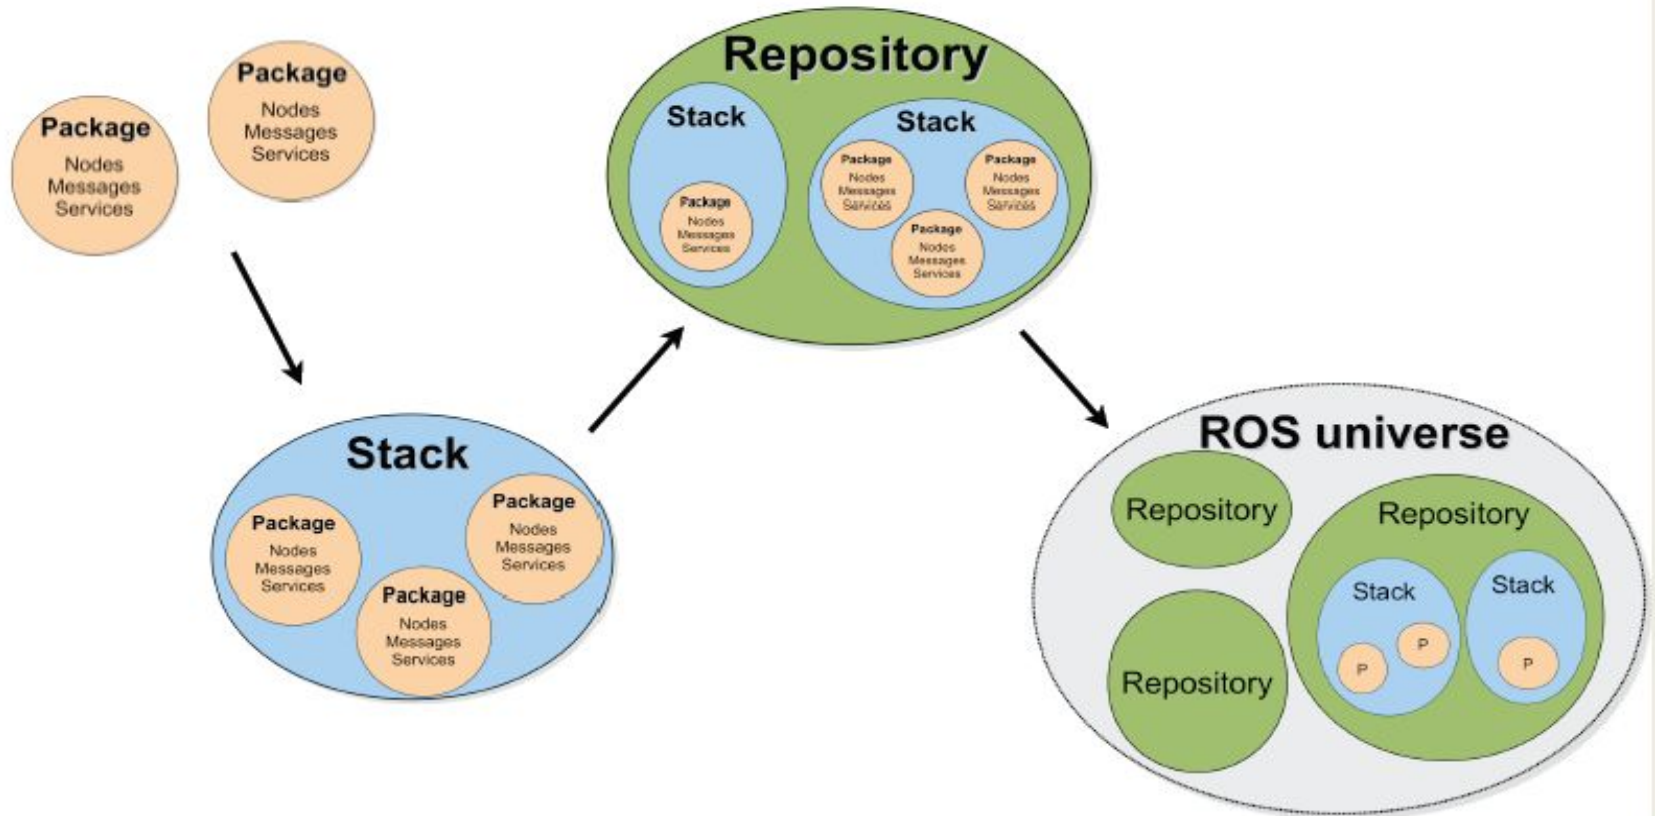 Package
Nodes
Messages
Services
Package
Nodes
Messages
Services
Stack
Package
Nodes
Messages
Services
Package
Nodes
Messages
Services
Package
Nodes
Messages
Services
Repository
Stack
Package
Nodes
Messages
Services
Stack
Package
Nodes
Messages
Services
Package
Nodes
Messages
Services
Package
Nodes
Messages
Services
ROS universe
Repository
Repository
Repository
Stack
P
P
Stack
P